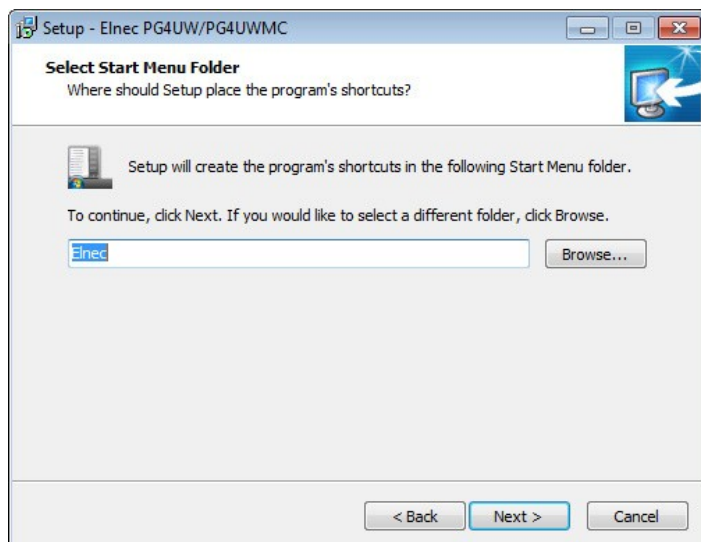 Setup - Elnec PG4UW/PG4UWMC
Select Start Menu Folder
Where should Setup place the program's shortcuts?
Setup will create the program's shortcuts in the following Start Menu folder.
To continue, click Next. If you would like to select a different folder, click Browse.
Elnec
Browse...
< Back
Next >
Cancel